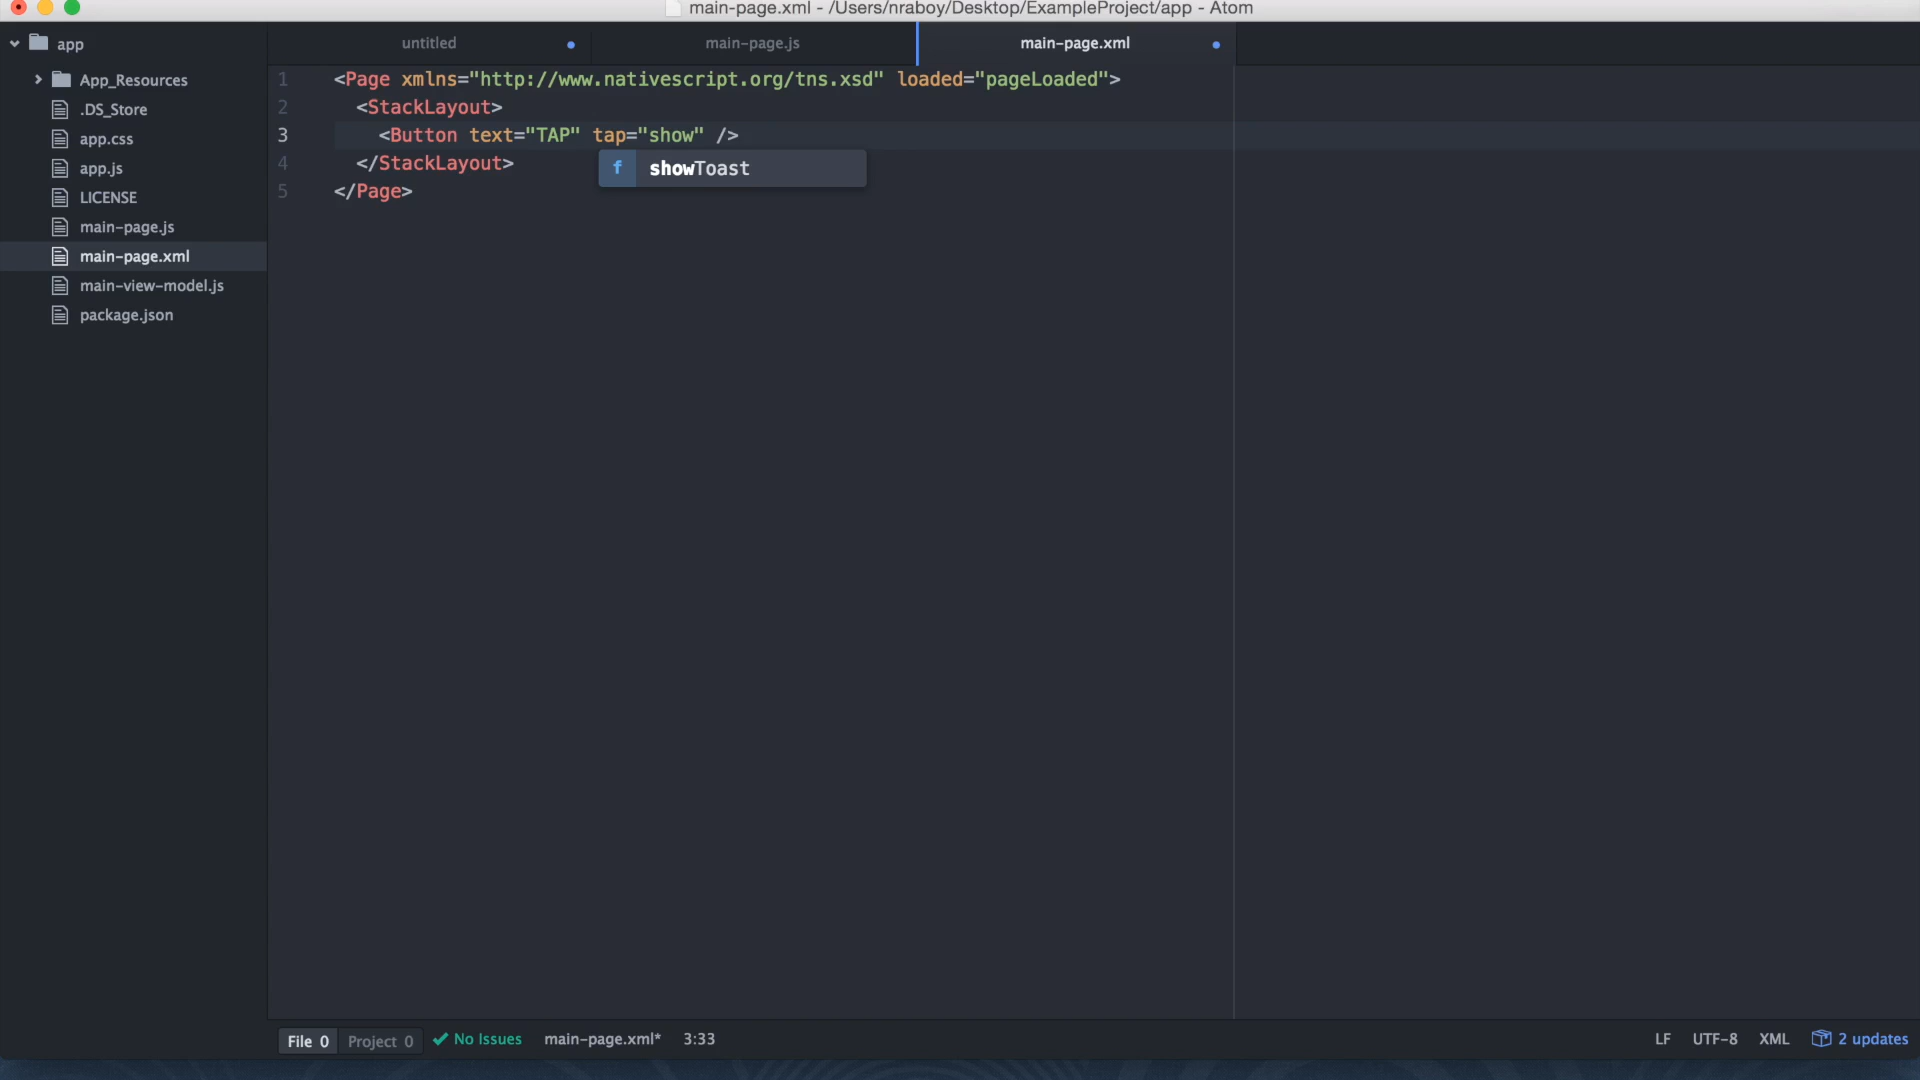 main-page.xml - /Users/nraboy/Desktop/ExampleProject/app - Atom
app
App_Resources
.DS_Store
app.css
app.js
LICENSE
main-page.js
main-page.xml
main-view-model.js
package.json
untitled
main-page.js
main-page.xml
1 <Page xmlns="http://www.nativescript.org/tns.xsd" loaded="pageLoaded">
2 <StackLayout>
3 <Button text="TAP" tap="show" />
4 </StackLayout>
f showToast
5 </Page>
File 0 Project 0 No Issues main-page.xml* 3:33 LF UTF-8 XML 2 updates